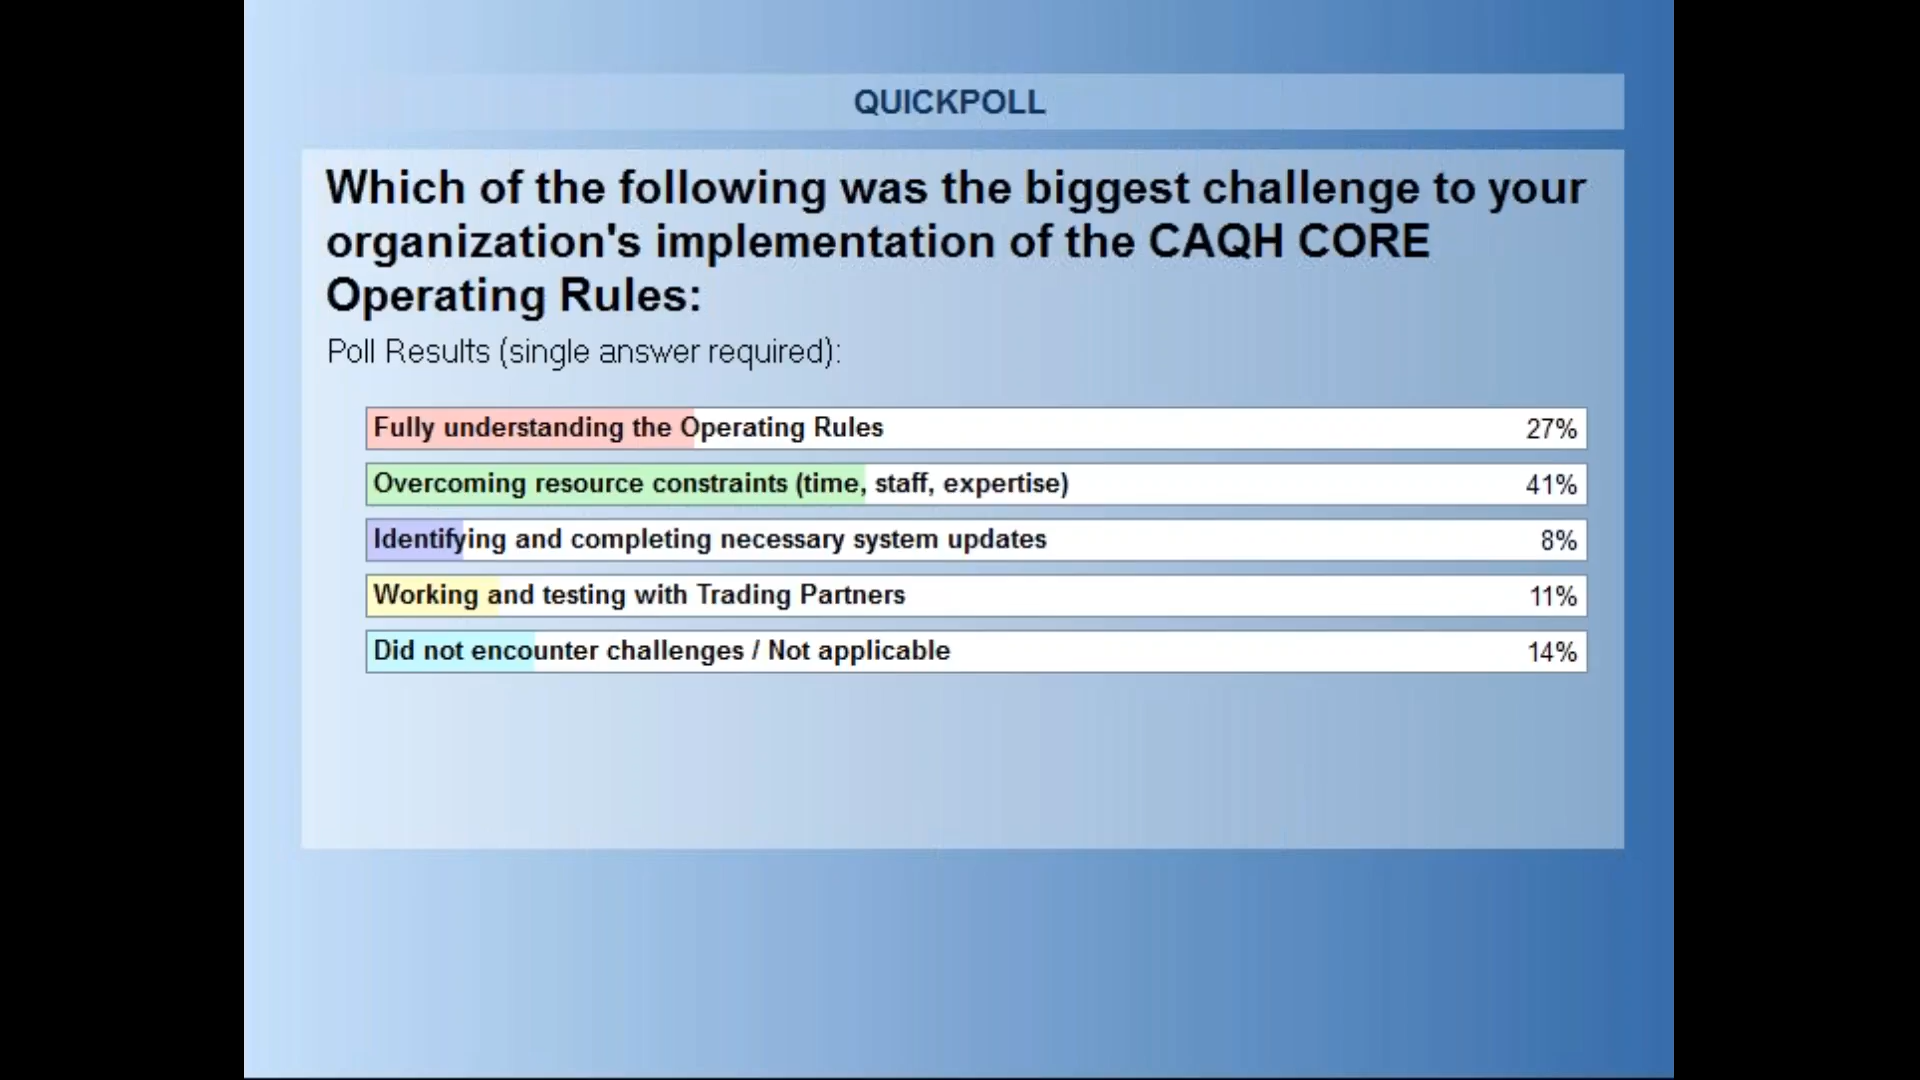 QUICKPOLL
Which of the following was the biggest challenge to your
organization's implementation of the CAQH CORE
Operating Rules:
Poll Results (single answer required):
Fully understanding the Operating Rules 27%
Overcoming resource constraints (time, staff, expertise) 41%
Identifying and completing necessary system updates 8%
Working and testing with Trading Partners 11%
Did not encounter challenges / Not applicable 14%